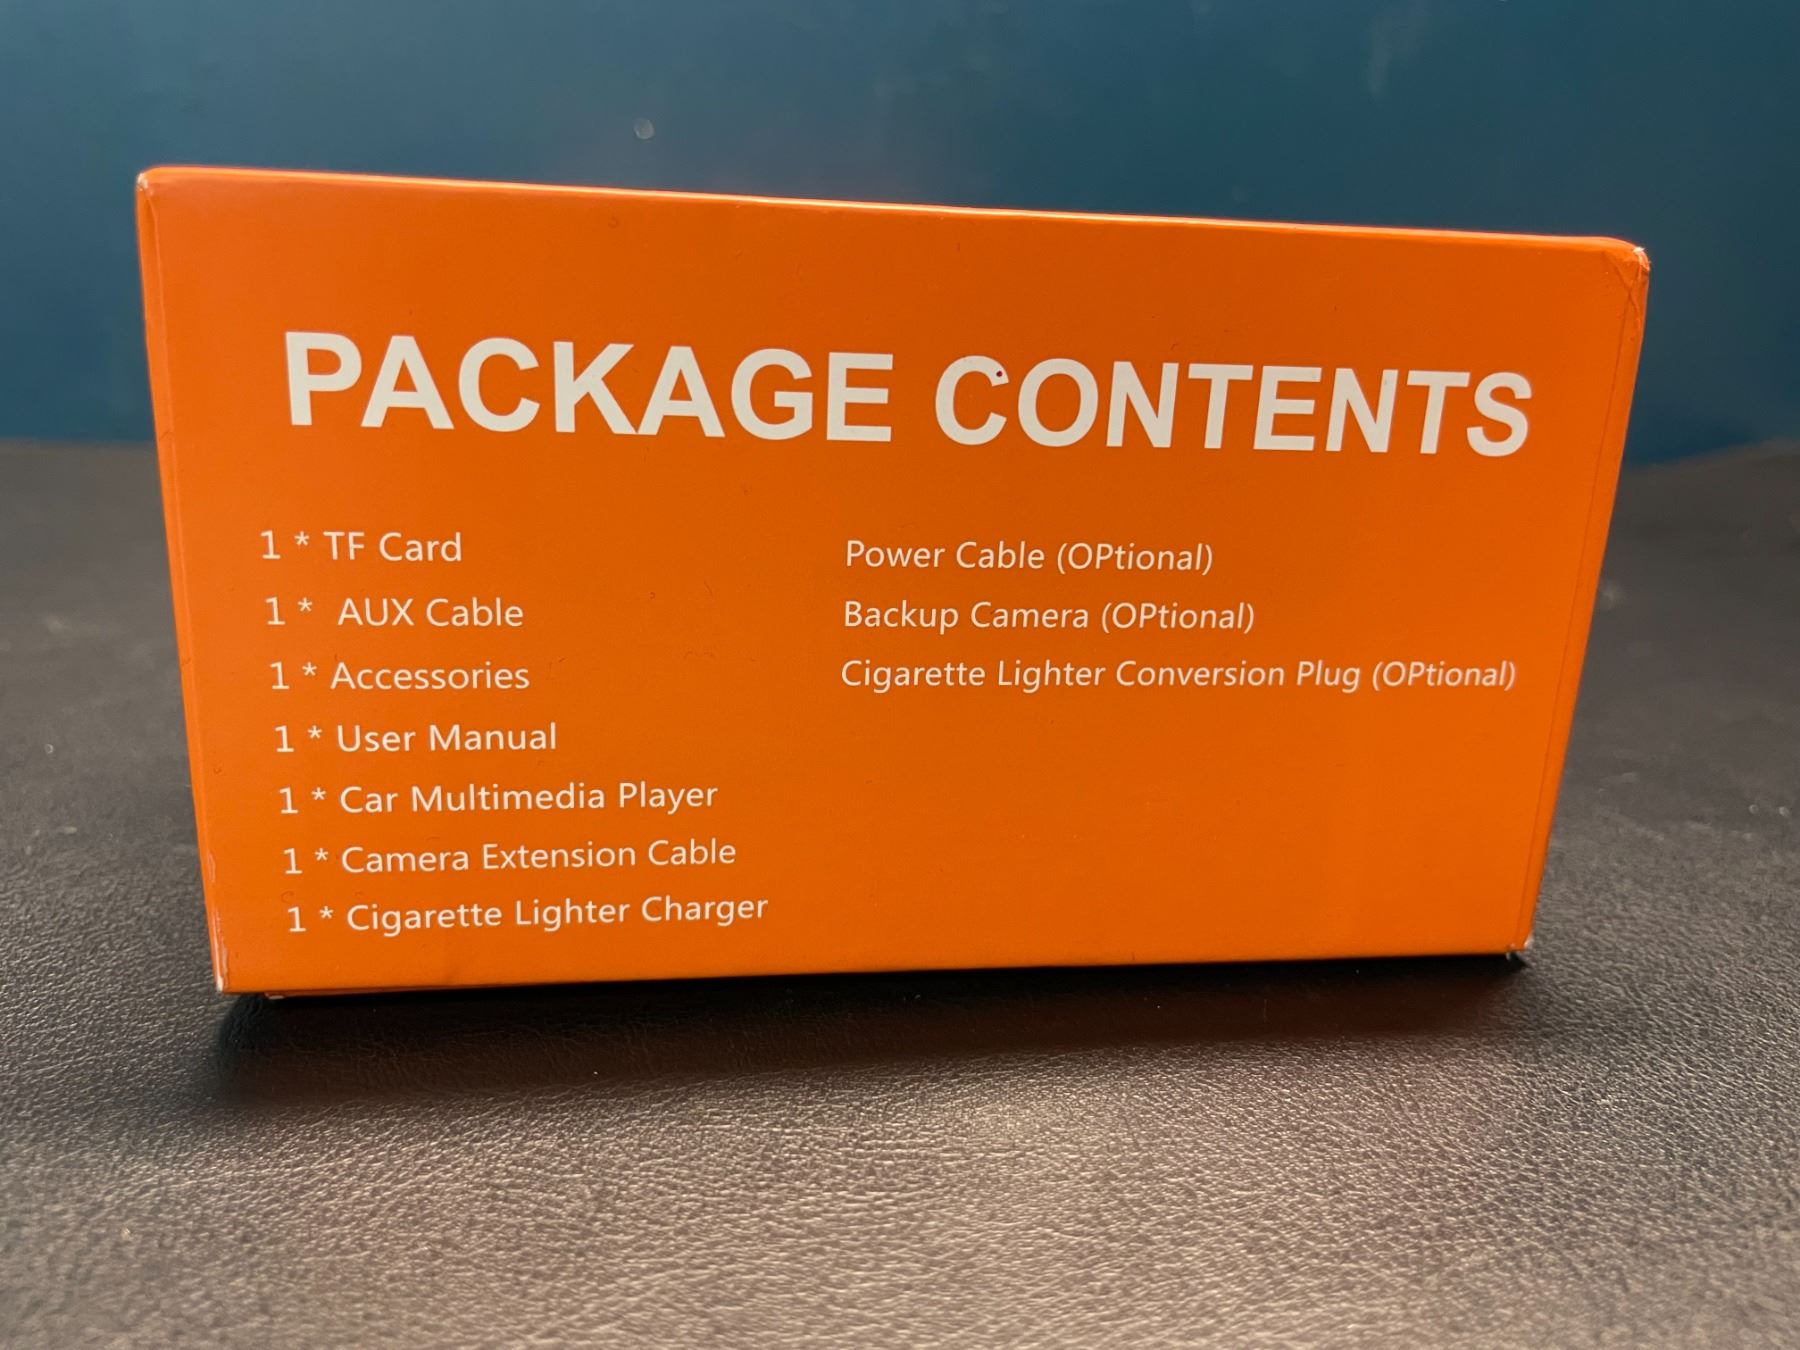 PACKAGE CONTENTS
1 * TF Card
1 * AUX Cable
1 * Accessories
1 * User Manual
1 * Car Multimedia Player
1 * Camera Extension Cable
1 * Cigarette Lighter Charger
Power Cable (OPtional)
Backup Camera (OPtional)
Cigarette Lighter Conversion Plug (OPtional)